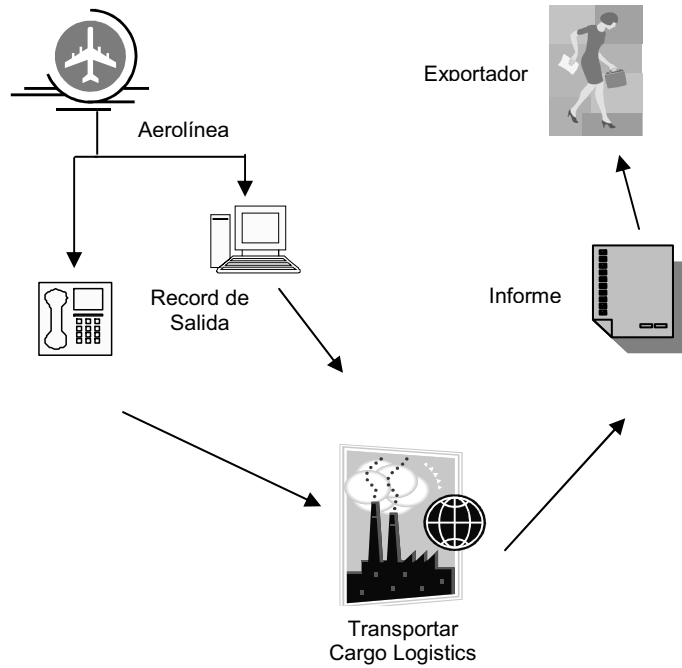 Exportador
Aerolínea
Record de
Salida
Informe
Transportar
Cargo Logistics